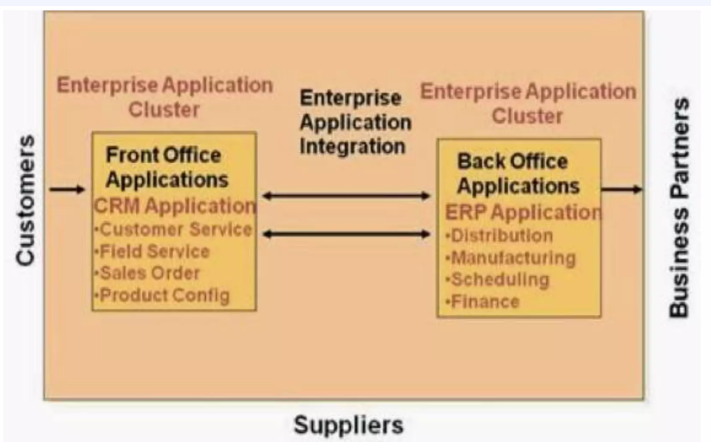 Customers
Enterprise Application
Cluster
Front Office
Applications
CRM Application
•Customer Service
•Field Service
•Sales Order
•Product Config
Enterprise
Application
Integration
Enterprise Application
Cluster
Back Office
Applications
ERP Application
•Distribution
•Manufacturing
•Scheduling
•Finance
Business Partners
Suppliers